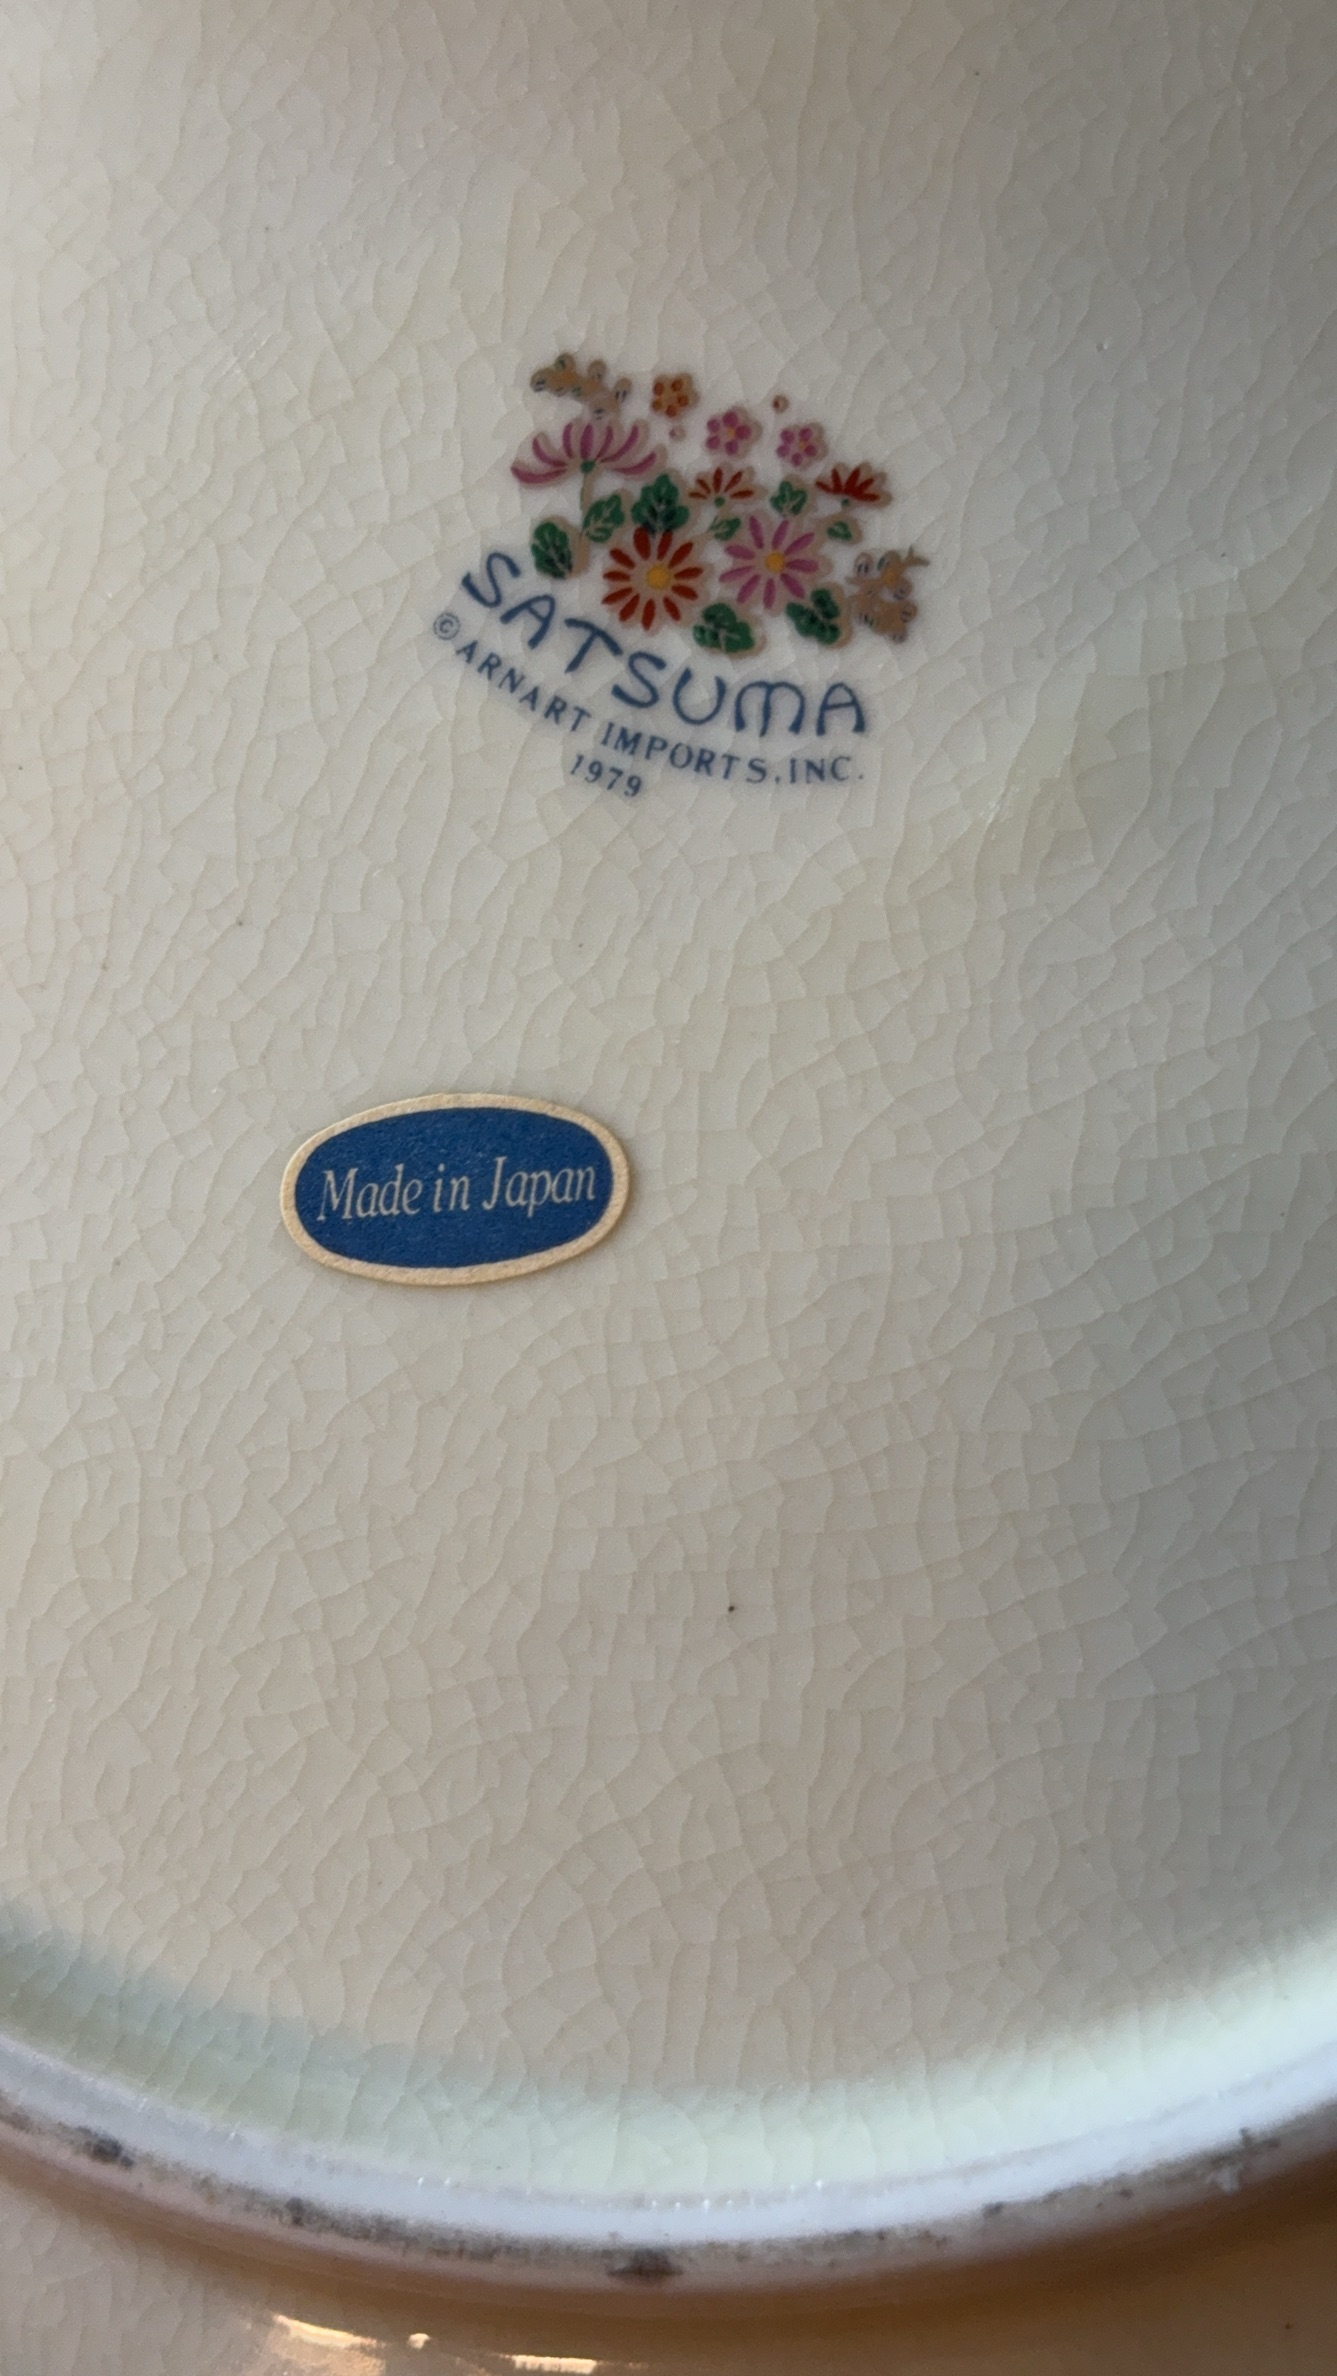 SATSUMA
© ARNART IMPORTS, INC.
1979
Made in Japan